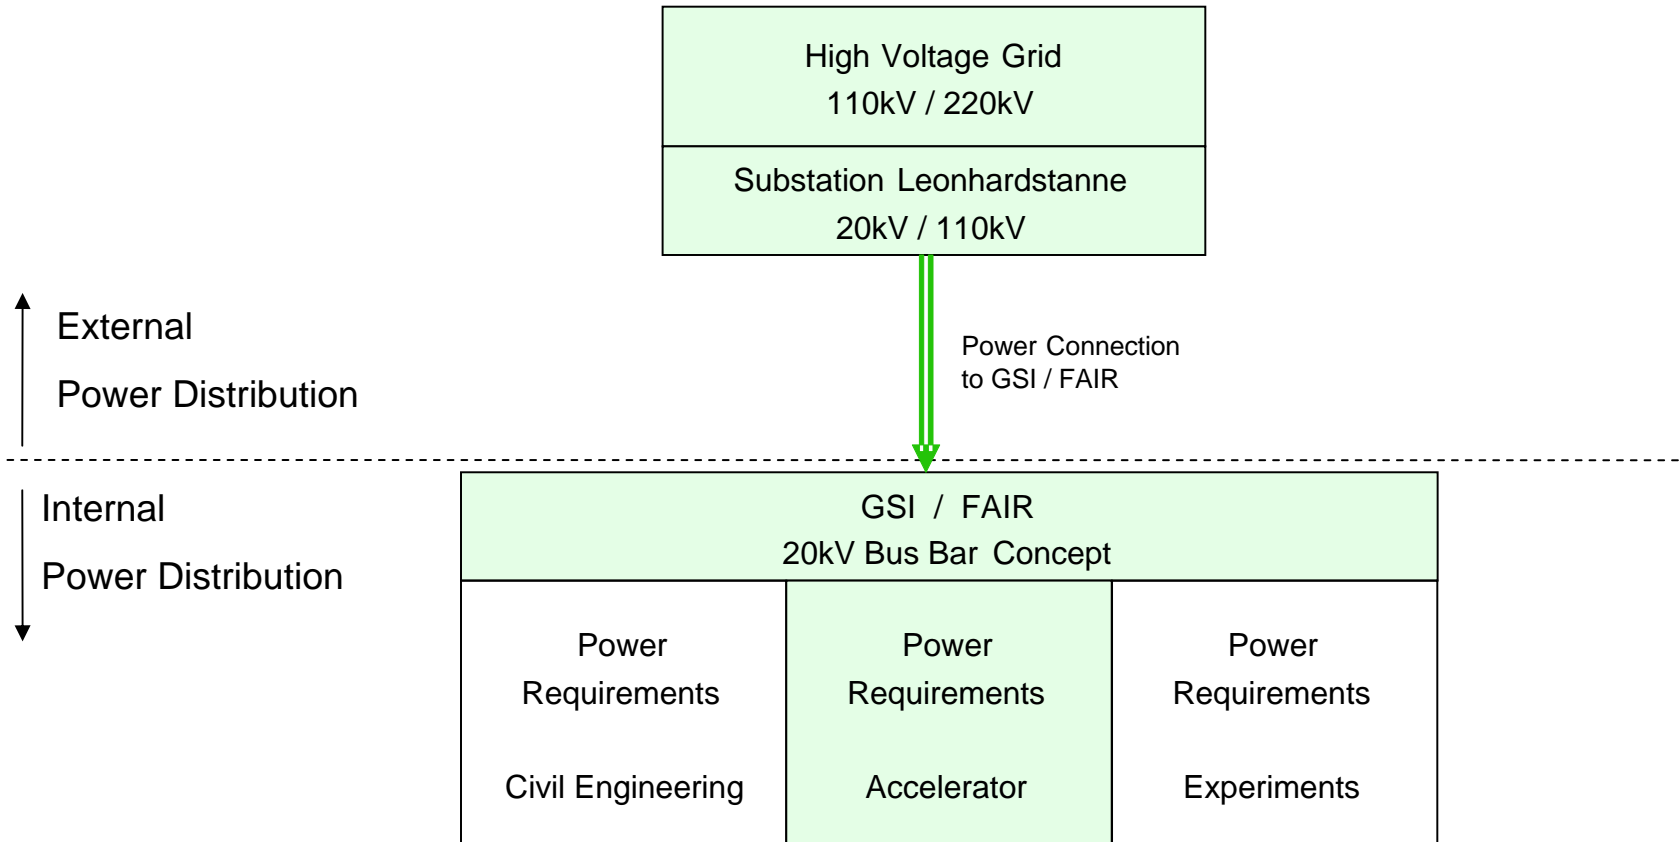 High Voltage Grid
110kV / 220kV
Substation Leonhardstanne
20kV / 110kV
External
Power Distribution
Power Connection
to GSI / FAIR
Internal
Power Distribution
GSI / FAIR
20kV Bus Bar Concept
Power
Requirements
Civil Engineering
Power
Requirements
Accelerator
Power
Requirements
Experiments